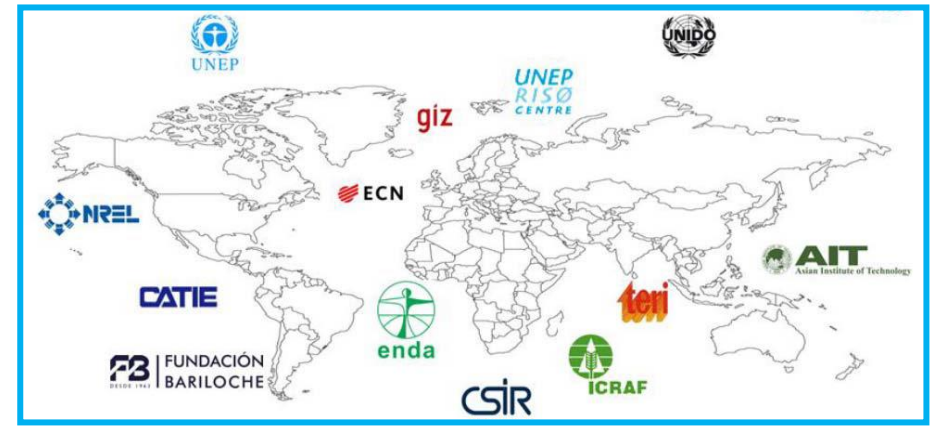 UNEP
UNIDO
UNEP
RISØ
CENTRE
giz
ECN
NREL
AIT
Asian Institute of Technology
CATIE
teri
enda
FB
DESDE 1963
FUNDACIÓN
BARILOCHE
ICRAF
CSIR